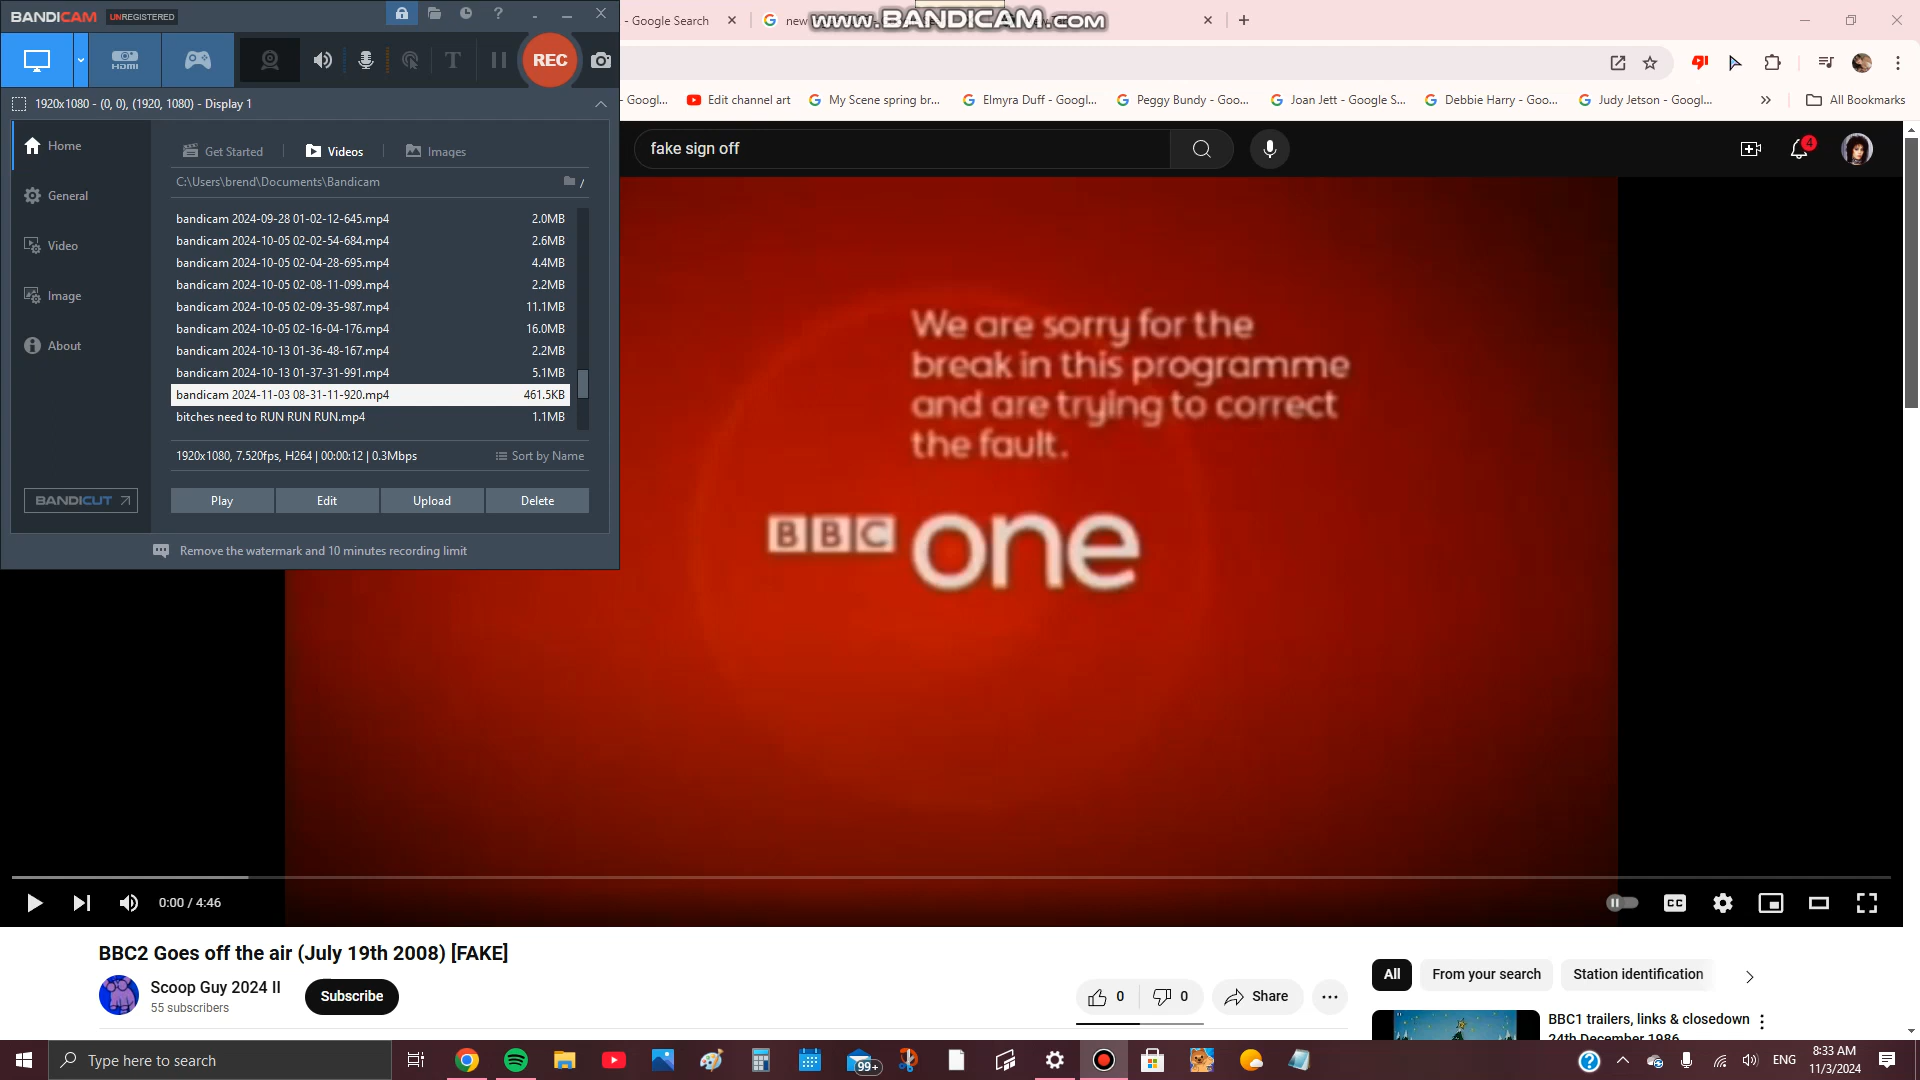 BANDICAM UNREGISTERED
- Google Search
new
www.BANDICAM.com
HDMI
REC
1920x1080 - (0, 0), (1920, 1080) - Display 1
- Googl...
Edit channel art
My Scene spring br...
Elmyra Duff - Googl...
Peggy Bundy - Goo...
Joan Jett - Google S...
Debbie Harry - Goo...
Judy Jetson - Googl...
All Bookmarks
Home
General
Video
Image
About
BANDICUT
Get Started
Videos
Images
C:\Users\brend\Documents\Bandicam
bandicam 2024-09-28 01-02-12-645.mp4 2.0MB
bandicam 2024-10-05 02-02-54-684.mp4 2.6MB
bandicam 2024-10-05 02-04-28-695.mp4 4.4MB
bandicam 2024-10-05 02-08-11-099.mp4 2.2MB
bandicam 2024-10-05 02-09-35-987.mp4 11.1MB
bandicam 2024-10-05 02-16-04-176.mp4 16.0MB
bandicam 2024-10-13 01-36-48-167.mp4 2.2MB
bandicam 2024-10-13 01-37-31-991.mp4 5.1MB
bandicam 2024-11-03 08-31-11-920.mp4 461.5KB
bitches need to RUN RUN RUN.mp4 1.1MB
1920x1080, 7.520fps, H264 | 00:00:12 | 0.3Mbps
Sort by Name
Play
Edit
Upload
Delete
Remove the watermark and 10 minutes recording limit
fake sign off
4
We are sorry for the
break in this programme
and are trying to correct
the fault.
BBC one
0:00 / 4:46
CC
BBC2 Goes off the air (July 19th 2008) [FAKE]
Scoop Guy 2024 II
55 subscribers
Subscribe
0
0
Share
All
From your search
Station identification
BBC1 trailers, links & closedown
24th December 1986
Type here to search
99+
ENG
8:33 AM
11/3/2024